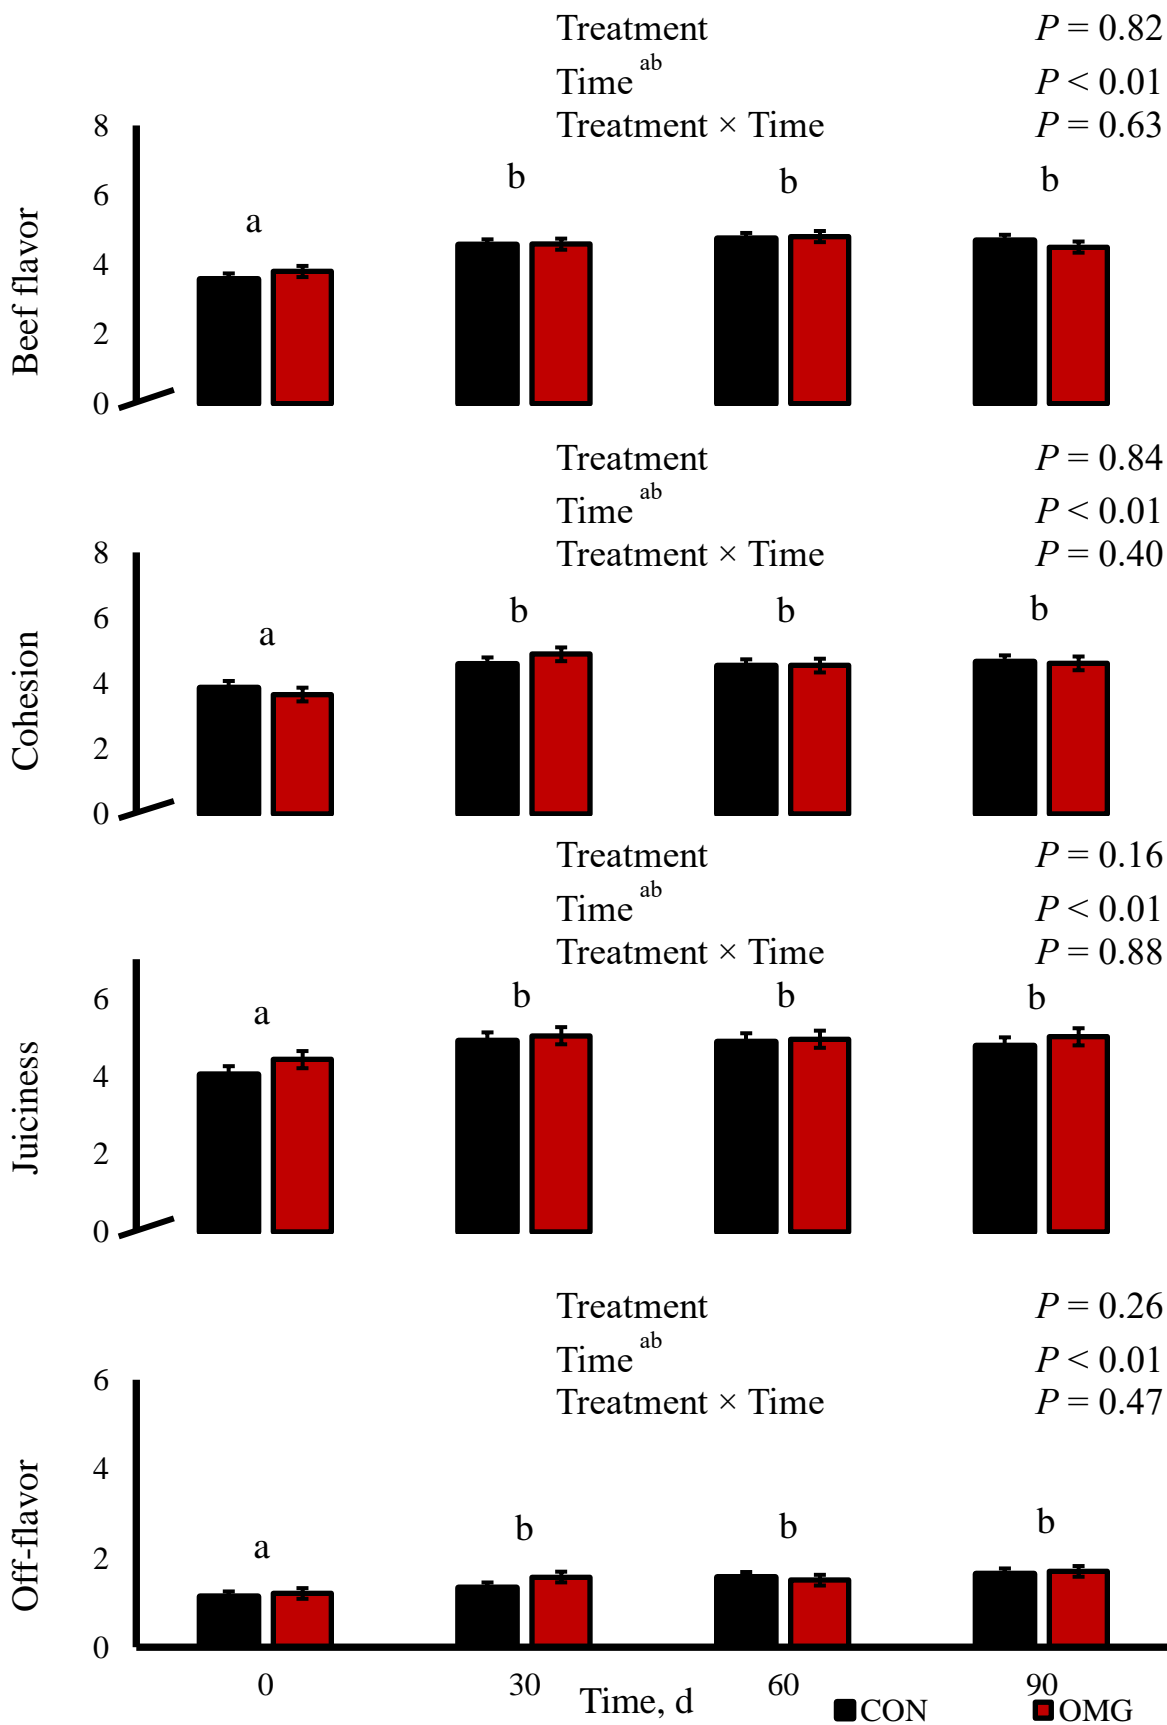 Treatment P = 0.82
Time ab P < 0.01
Treatment × Time P = 0.63
8
6
4
2
0
Beef flavor
a
b
b
b
Treatment P = 0.84
Time ab P < 0.01
Treatment × Time P = 0.40
8
6
4
2
0
Cohesion
a
b
b
b
Treatment P = 0.16
Time ab P < 0.01
Treatment × Time P = 0.88
6
4
2
0
Juiciness
a
b
b
b
Treatment P = 0.26
Time ab P < 0.01
Treatment × Time P = 0.47
6
4
2
0
Off-flavor
a
b
b
b
0 30 60 90
Time, d
CON OMG